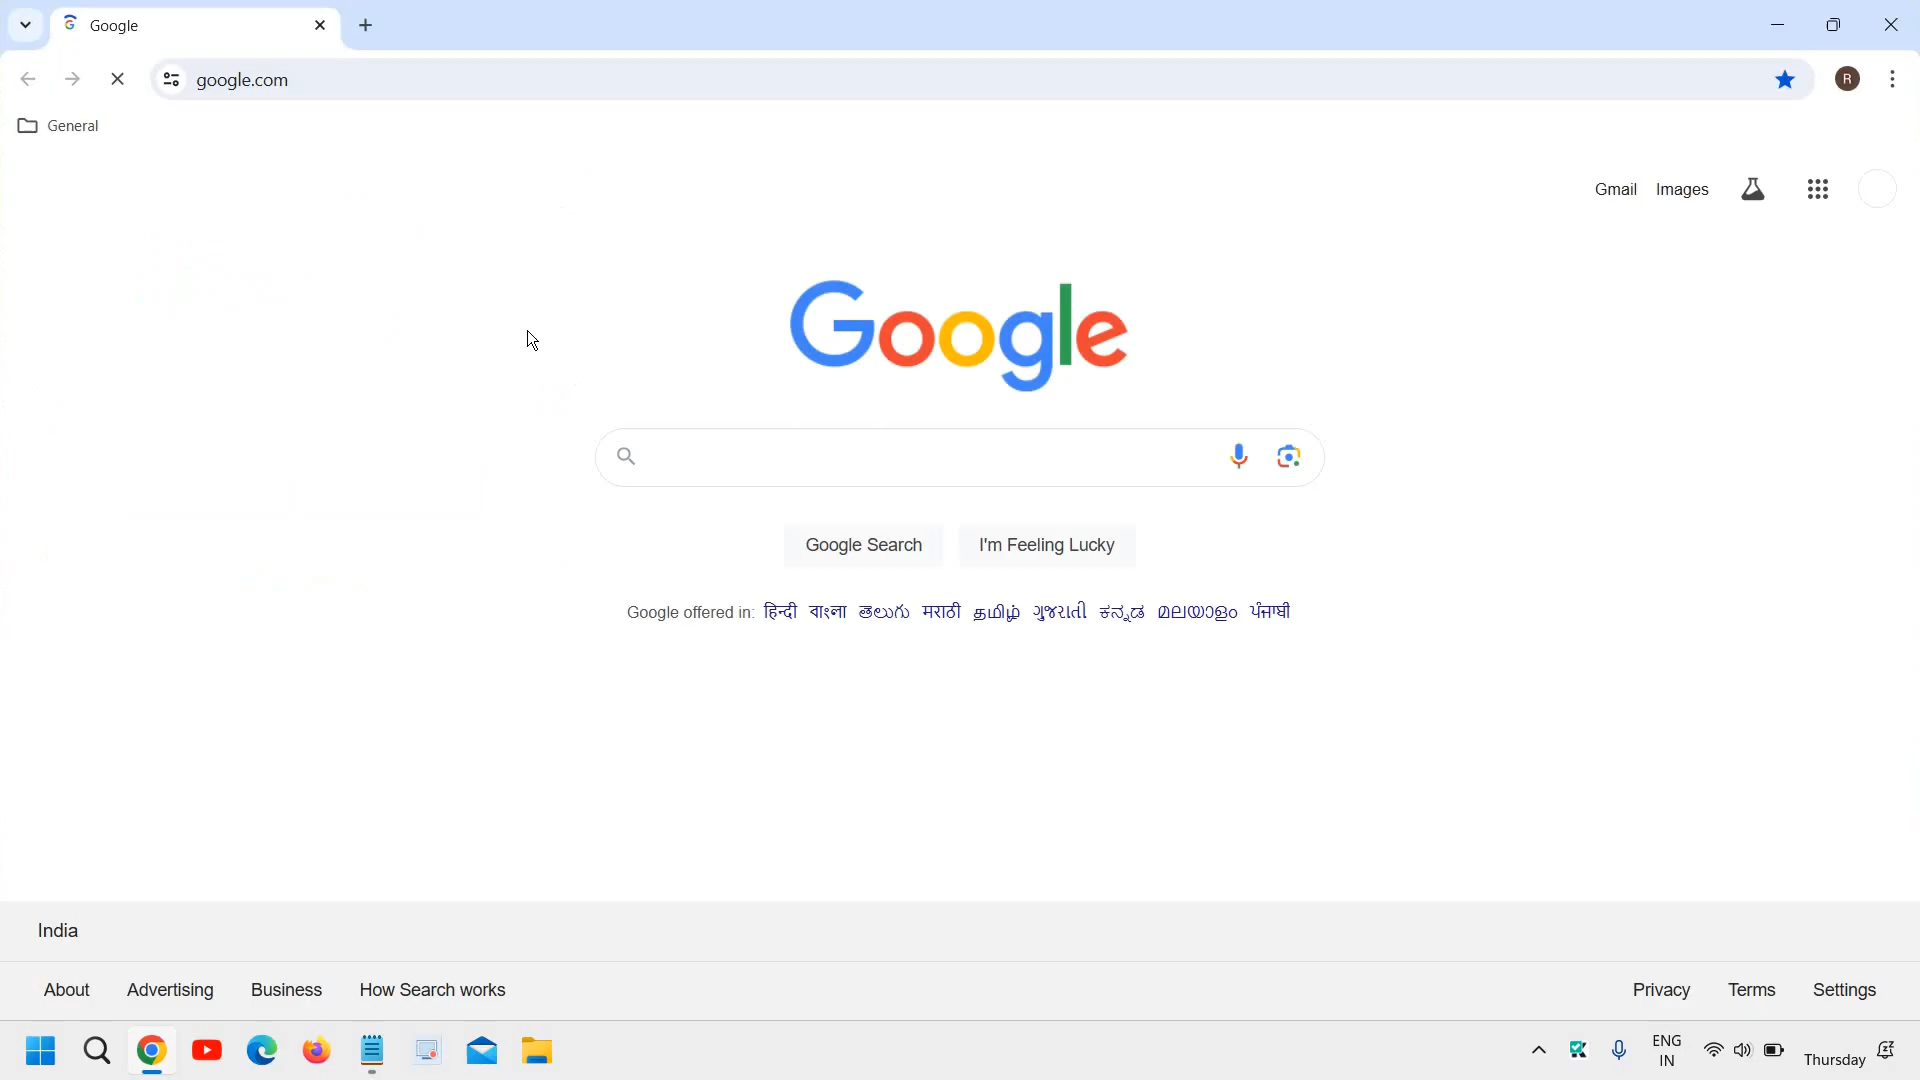 Google
google.com
R
General
Gmail Images
Google
Google Search I'm Feeling Lucky
Google offered in: हिन्दी বাংলা తెలుగు मराठी தமிழ் ગુજરાતી ಕನ್ನಡ മലയാളം ਪੰਜਾਬੀ
India
About Advertising Business How Search works Privacy Terms Settings
ENG
IN
Thursday